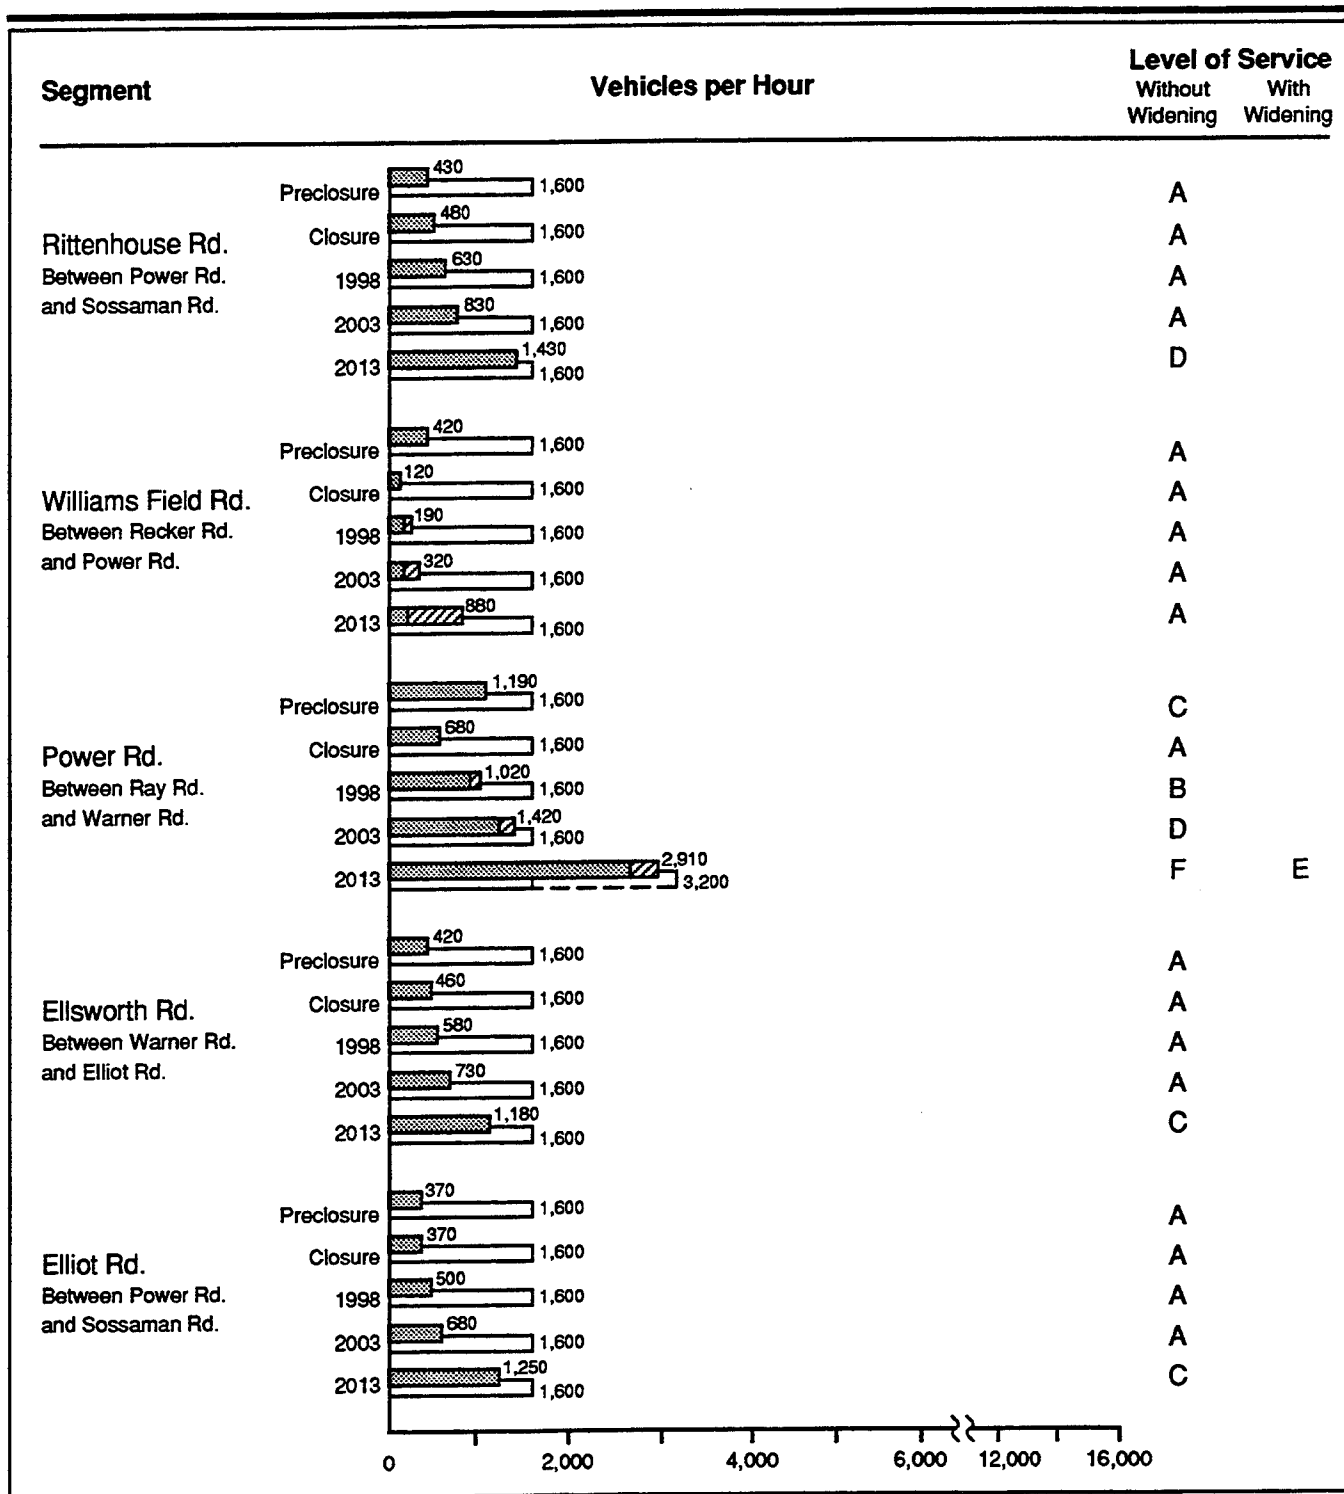 Segment Vehicles per Hour Level of Service
Without With
Widening Widening
Rittenhouse Rd.
Between Power Rd.
and Sossaman Rd.
Preclosure 430 1,600 A
Closure 480 1,600 A
1998 630 1,600 A
2003 830 1,600 A
2013 1,430 1,600 D
Williams Field Rd.
Between Recker Rd.
and Power Rd.
Preclosure 420 1,600 A
Closure 120 1,600 A
1998 190 1,600 A
2003 320 1,600 A
2013 880 1,600 A
Power Rd.
Between Ray Rd.
and Warner Rd.
Preclosure 1,190 1,600 C
Closure 680 1,600 A
1998 1,020 1,600 B
2003 1,420 1,600 D
2013 2,910 3,200 F E
Ellsworth Rd.
Between Warner Rd.
and Elliot Rd.
Preclosure 420 1,600 A
Closure 460 1,600 A
1998 580 1,600 A
2003 730 1,600 A
2013 1,180 1,600 C
Elliot Rd.
Between Power Rd.
and Sossaman Rd.
Preclosure 370 1,600 A
Closure 370 1,600 A
1998 500 1,600 A
2003 680 1,600 A
2013 1,250 1,600 C
0 2,000 4,000 6,000 12,000 16,000